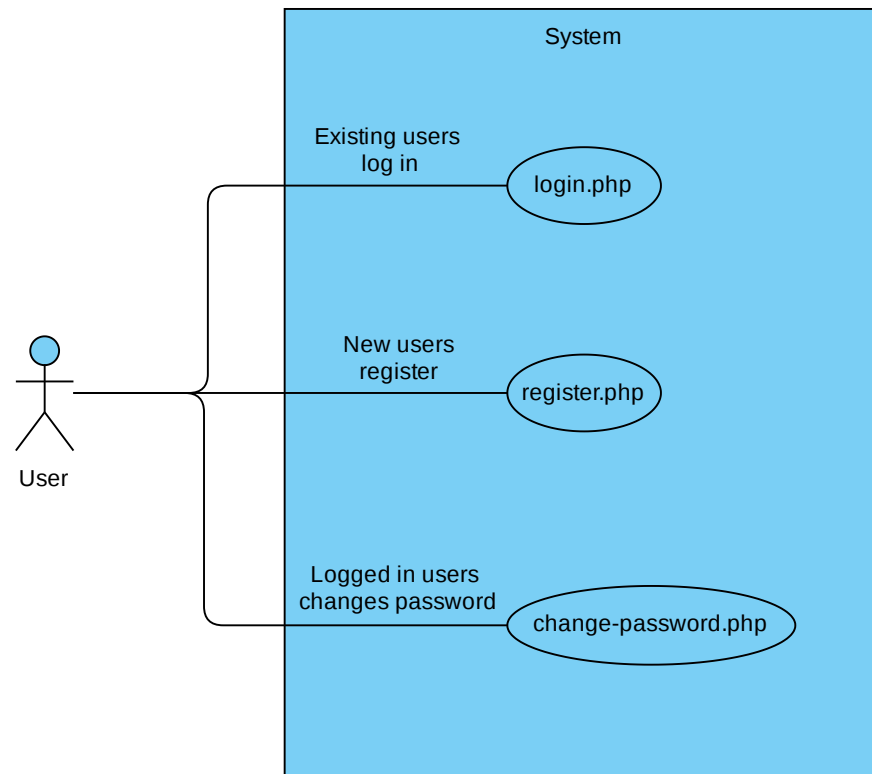 System
Existing users
log in
login.php
New users
register
register.php
User
Logged in users
changes password
change-password.php